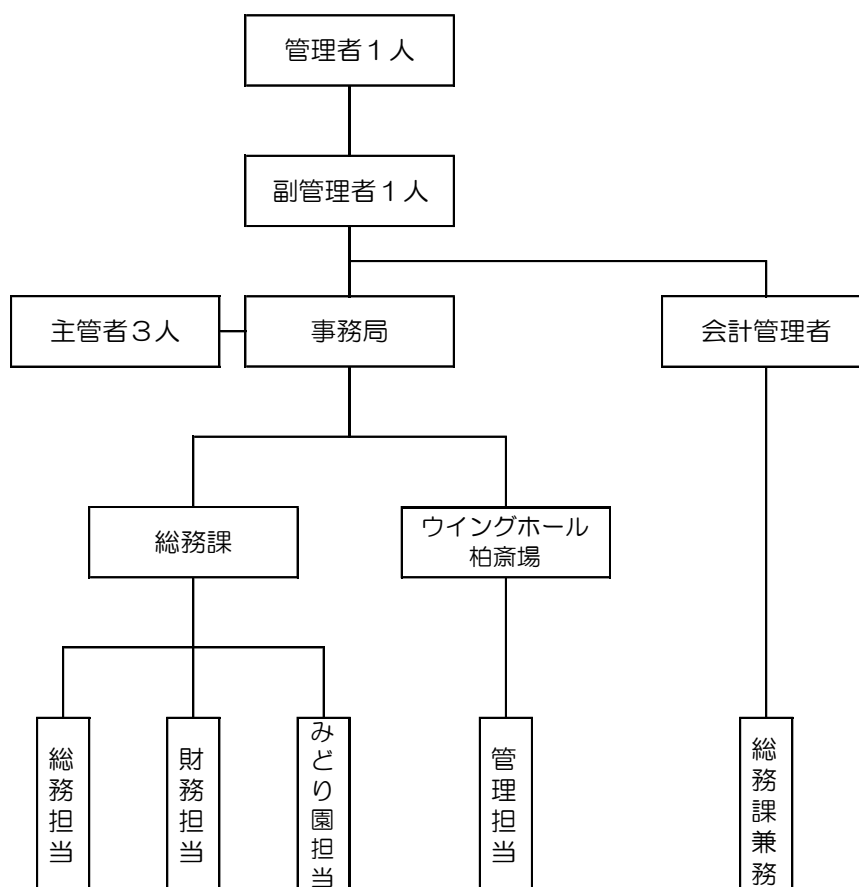 管理者１人
副管理者１人
主管者３人
事務局
会計管理者
総務課
ウイングホール
柏斎場
総務担当
財務担当
みどり園担当
管理担当
総務課兼務